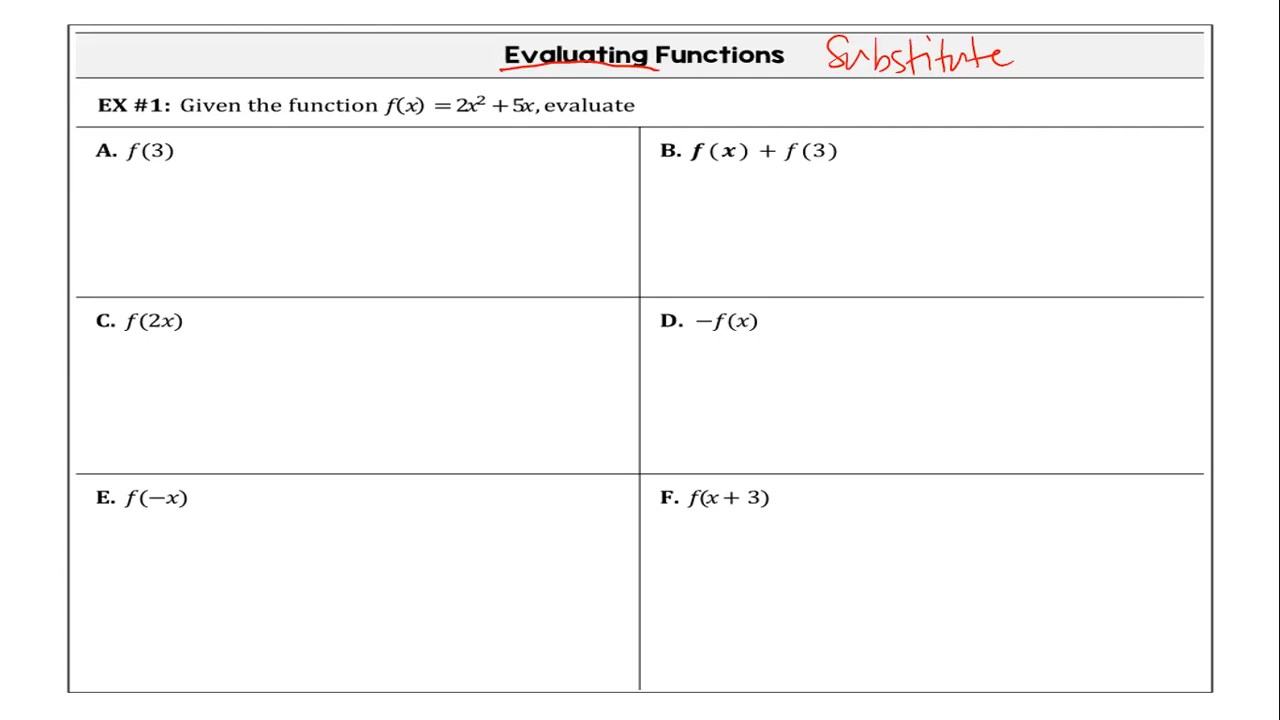 Evaluating Functions Substitute
EX #1: Given the function f(x) = 2x² + 5x, evaluate
A. f(3)
B. f(x) + f(3)
C. f(2x)
D. −f(x)
E. f(−x)
F. f(x + 3)